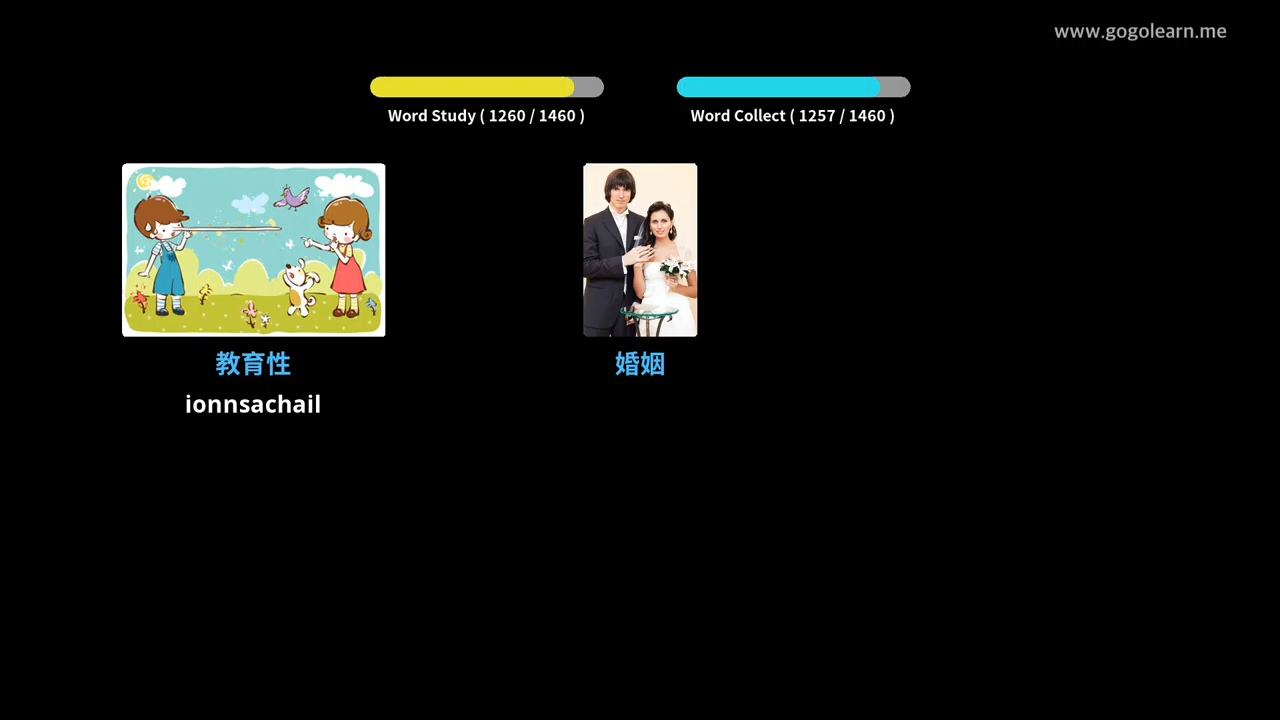 www.gogolearn.me
Word Study ( 1260 / 1460 )
Word Collect ( 1257 / 1460 )
教育性
婚姻
ionnsachail